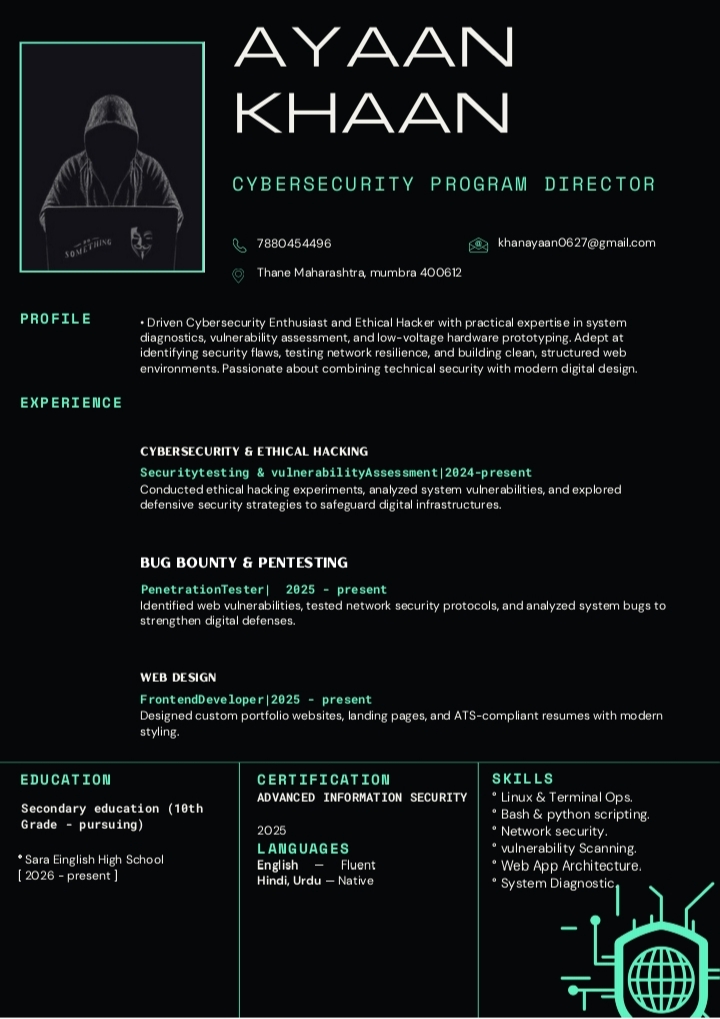 AYAAN
KHAAN
CYBERSECURITY PROGRAM DIRECTOR
7880454496
khanayaan0627@gmail.com
Thane Maharashtra, mumbra 400612
SOMETHING
PROFILE
• Driven Cybersecurity Enthusiast and Ethical Hacker with practical expertise in system
diagnostics, vulnerability assessment, and low-voltage hardware prototyping. Adept at
identifying security flaws, testing network resilience, and building clean, structured web
environments. Passionate about combining technical security with modern digital design.
EXPERIENCE
CYBERSECURITY & ETHICAL HACKING
Securitytesting & vulnerabilityAssessment|2024-present
Conducted ethical hacking experiments, analyzed system vulnerabilities, and explored
defensive security strategies to safeguard digital infrastructures.
BUG BOUNTY & PENTESTING
PenetrationTester| 2025 - present
Identified web vulnerabilities, tested network security protocols, and analyzed system bugs to
strengthen digital defenses.
WEB DESIGN
FrontendDeveloper|2025 - present
Designed custom portfolio websites, landing pages, and ATS-compliant resumes with modern
styling.
EDUCATION
Secondary education (10th
Grade - pursuing)
• Sara Einglish High School
[ 2026 - present ]
CERTIFICATION
ADVANCED INFORMATION SECURITY
2025
LANGUAGES
English — Fluent
Hindi, Urdu — Native
SKILLS
° Linux & Terminal Ops.
° Bash & python scripting.
° Network security.
° vulnerability Scanning.
° Web App Architecture.
° System Diagnostic.